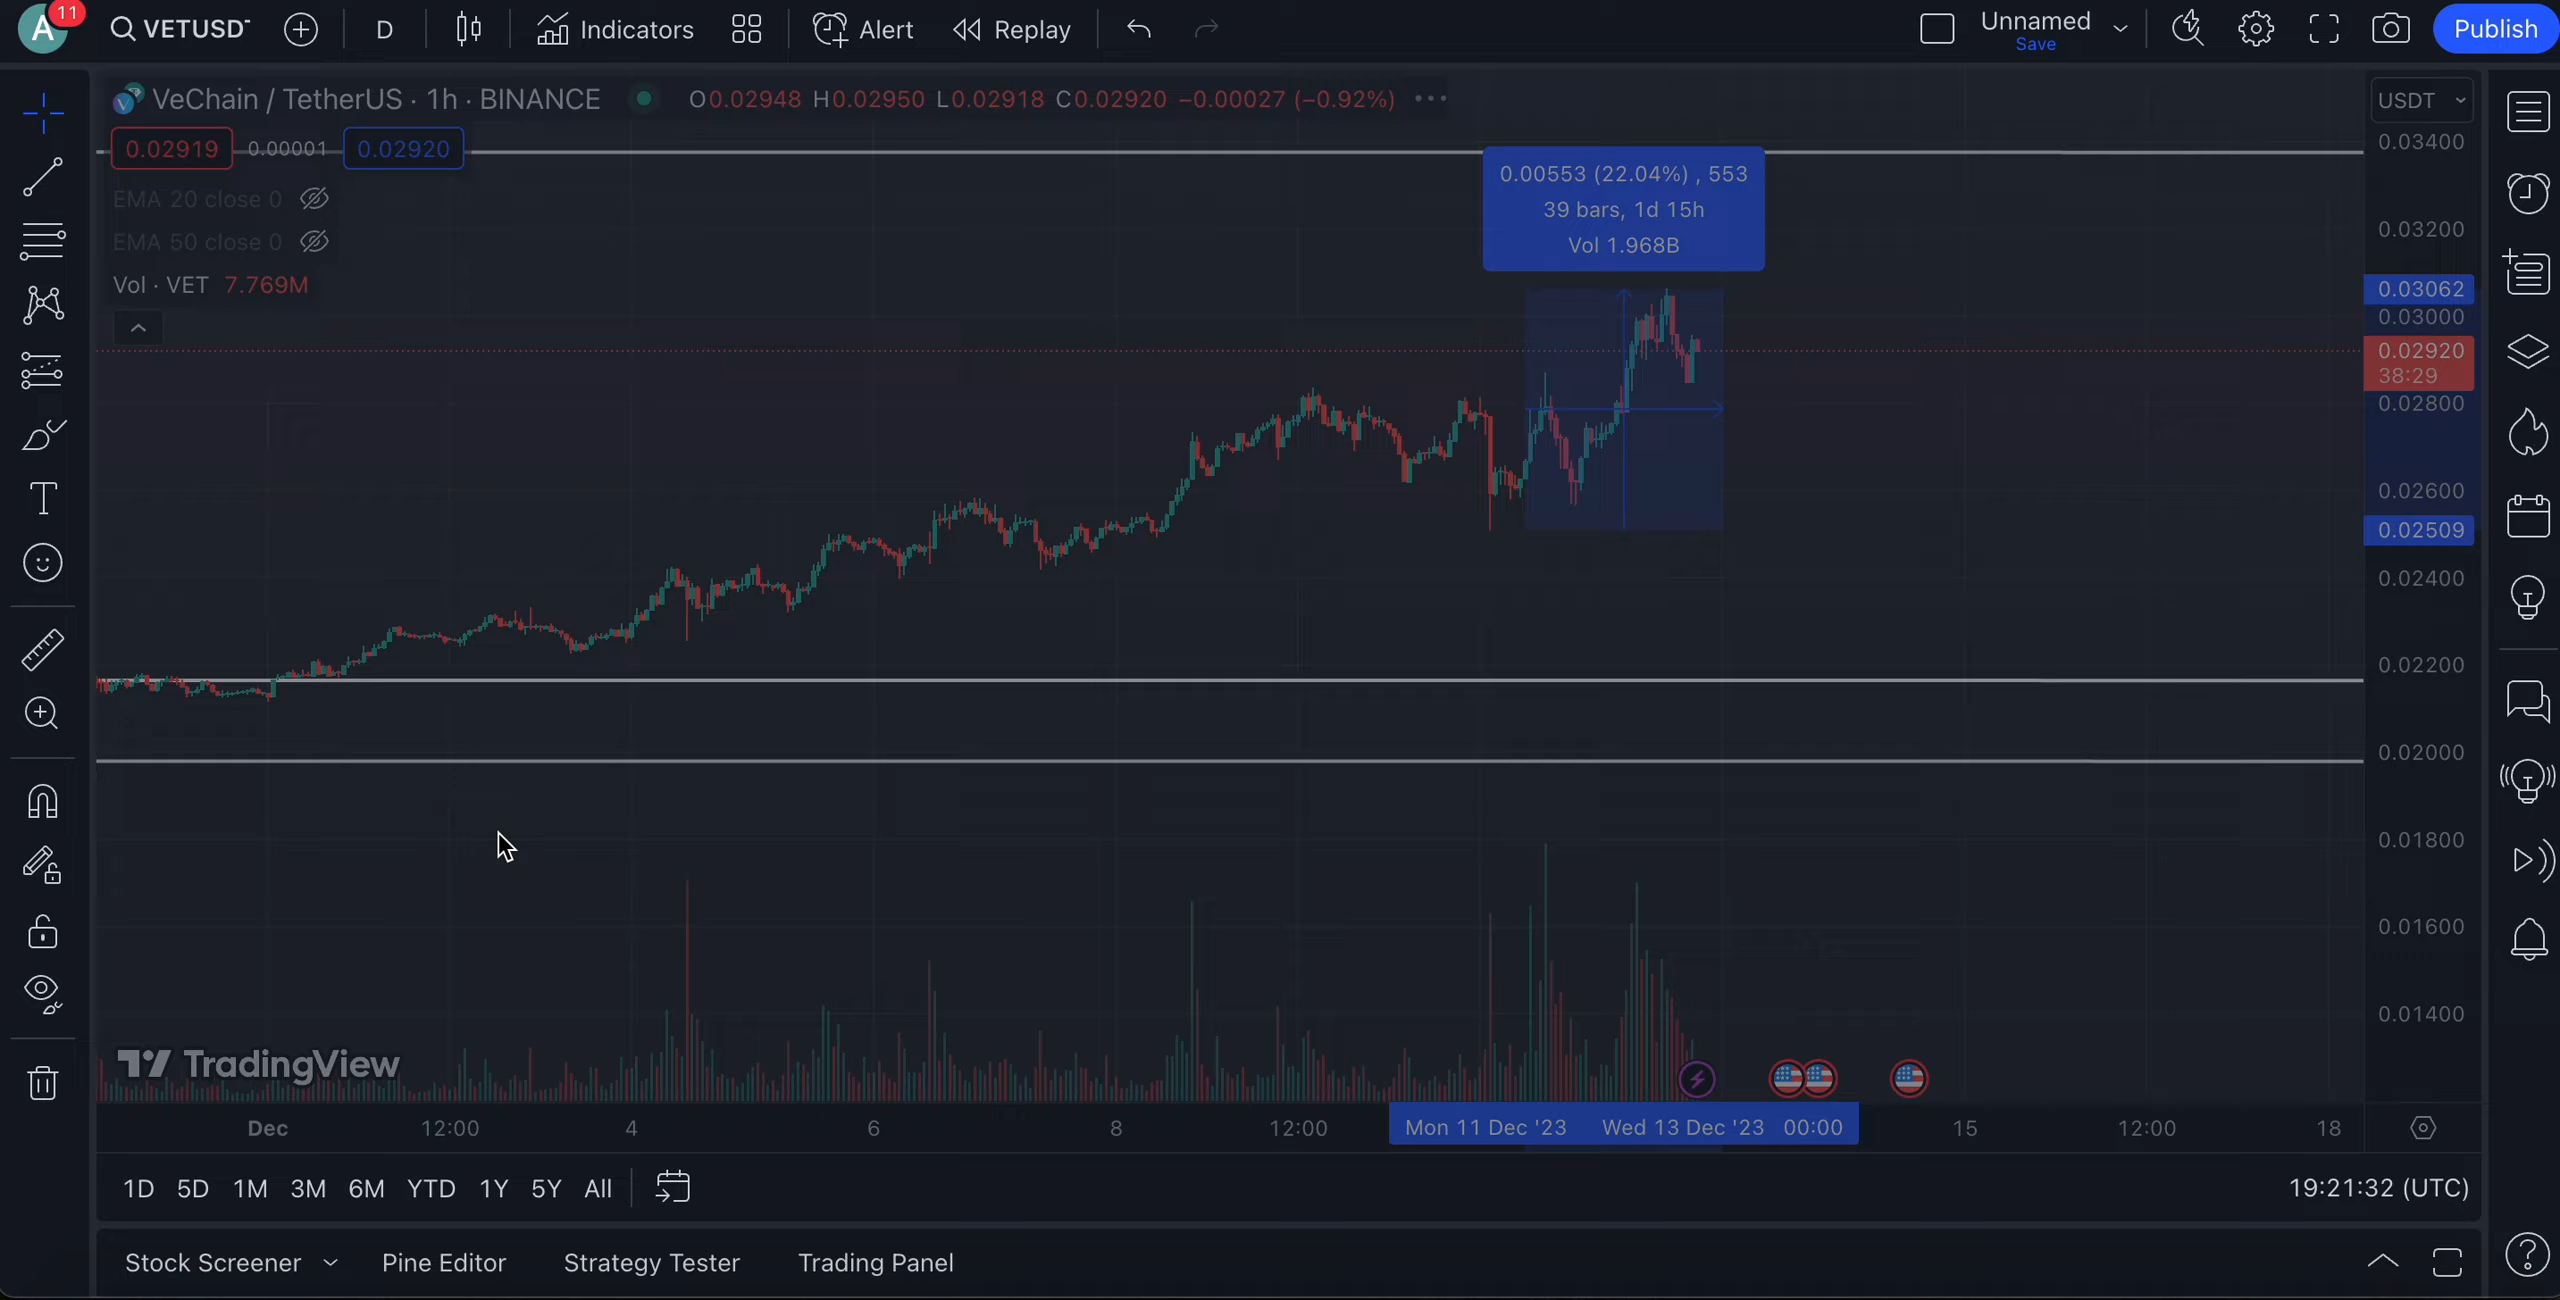 A
11
VETUSDT
D
Indicators
Alert
Replay
Unnamed
Save
Publish
VeChain / TetherUS · 1h · BINANCE
O0.02948 H0.02950 L0.02918 C0.02920 −0.00027 (−0.92%)
0.02919
0.00001
0.02920
EMA 20 close 0
EMA 50 close 0
Vol · VET 7.769M
0.00553 (22.04%) , 553
39 bars, 1d 15h
Vol 1.968B
USDT
0.03400
0.03200
0.03062
0.03000
0.02920
38:29
0.02800
0.02600
0.02509
0.02400
0.02200
0.02000
0.01800
0.01600
0.01400
TradingView
Dec
12:00
4
6
8
12:00
Mon 11 Dec '23
Wed 13 Dec '23 00:00
15
12:00
18
1D 5D 1M 3M 6M YTD 1Y 5Y All
19:21:32 (UTC)
Stock Screener
Pine Editor
Strategy Tester
Trading Panel